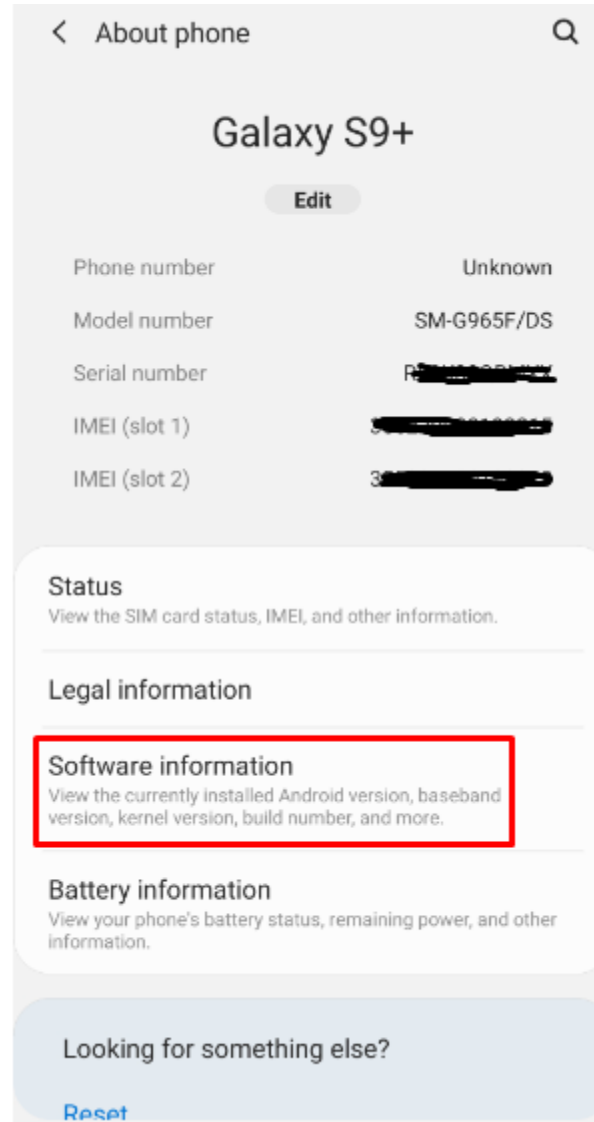 About phone
Galaxy S9+
Edit
Phone number Unknown
Model number SM-G965F/DS
Serial number
IMEI (slot 1)
IMEI (slot 2)
Status
View the SIM card status, IMEI, and other information.
Legal information
Software information
View the currently installed Android version, baseband
version, kernel version, build number, and more.
Battery information
View your phone's battery status, remaining power, and other
information.
Looking for something else?
Reset